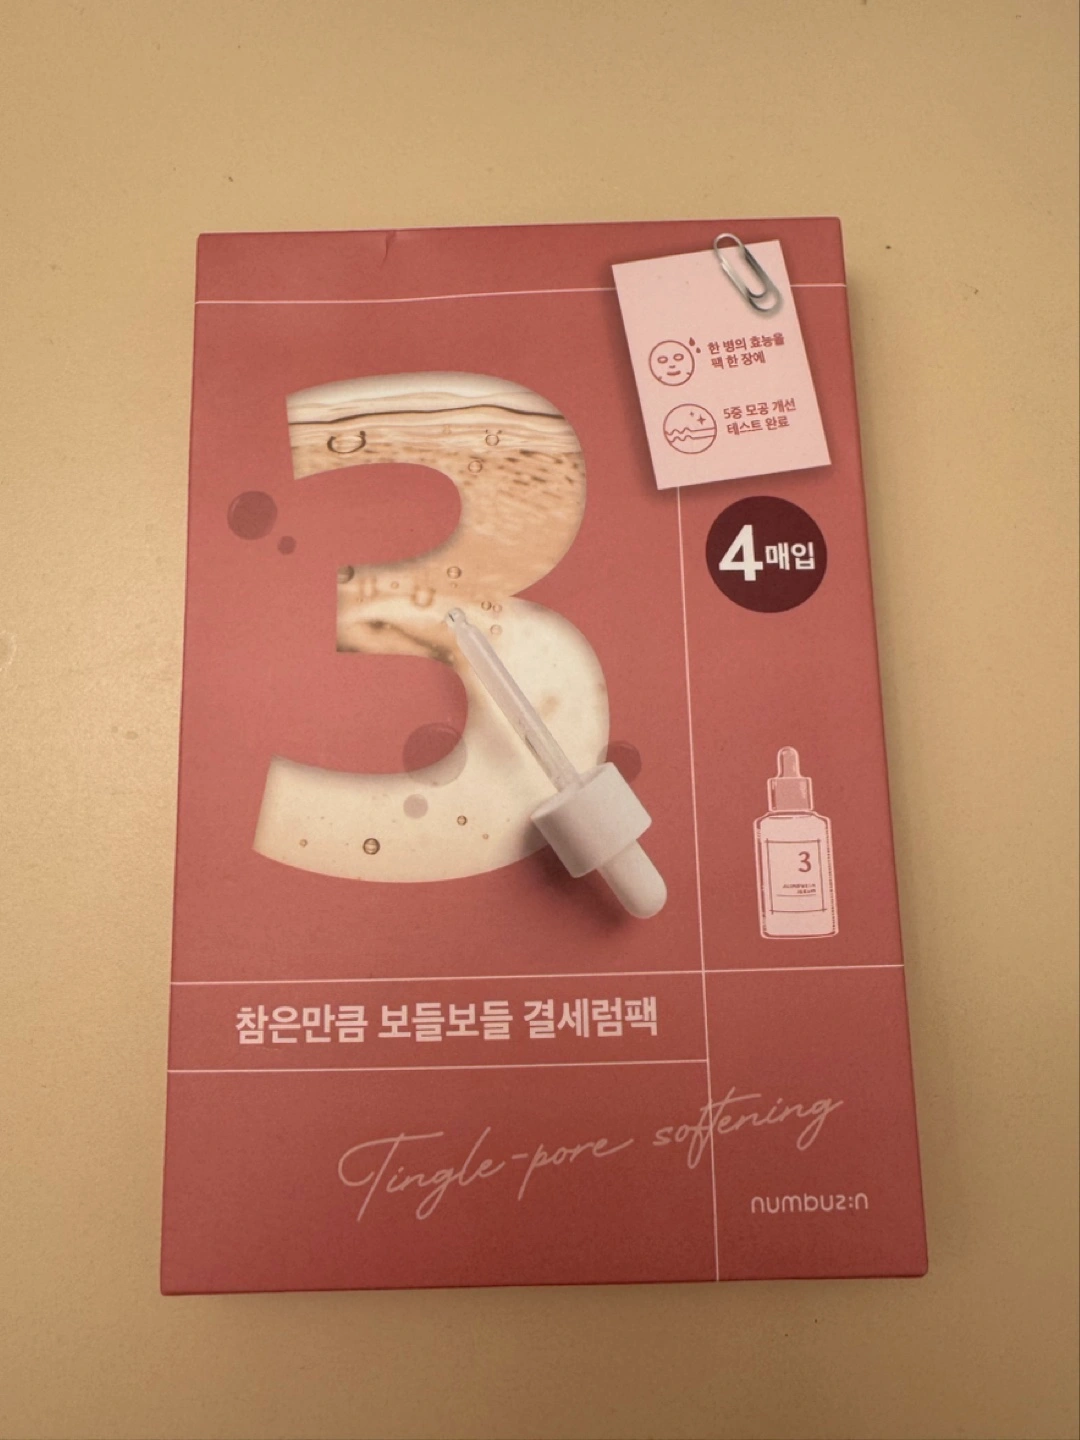 한 병의 효능을
팩 한 장에
5중 모공 개선
테스트 완료
3
4매입
3
참은만큼 보들보들 결세럼팩
Tingle-pore softening
numbuz:n